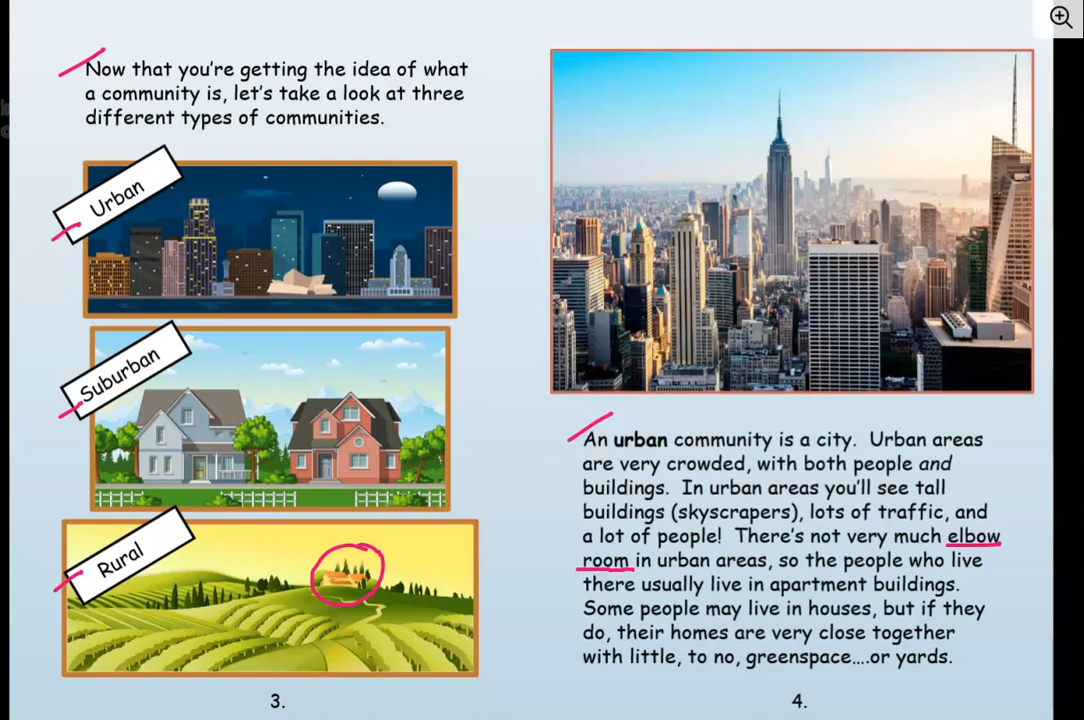 Now that you're getting the idea of what
a community is, let's take a look at three
different types of communities.
Urban
Suburban
Rural
3.
An urban community is a city.  Urban areas
are very crowded, with both people and
buildings.  In urban areas you'll see tall
buildings (skyscrapers), lots of traffic, and
a lot of people!  There's not very much elbow
room in urban areas, so the people who live
there usually live in apartment buildings.
Some people may live in houses, but if they
do, their homes are very close together
with little, to no, greenspace....or yards.
4.